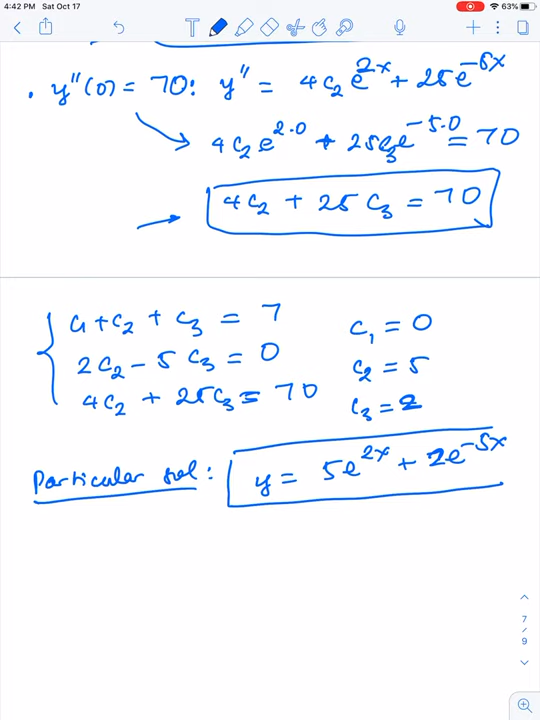 4:42 PM Sat Oct 17
63%
T
. y''(0) = 70: y'' = 4c₂e^2x + 25e^-5x
4c₂e^2·0 + 25c₃e^-5·0 = 70
4c₂ + 25c₃ = 70
c₁+c₂ + c₃ = 7
c₁ = 0
2c₂ - 5c₃ = 0
c₂ = 5
4c₂ + 25c₃ = 70
c₃ = 2
Particular sol: y = 5e^2x + 2e^-5x
7
/
9